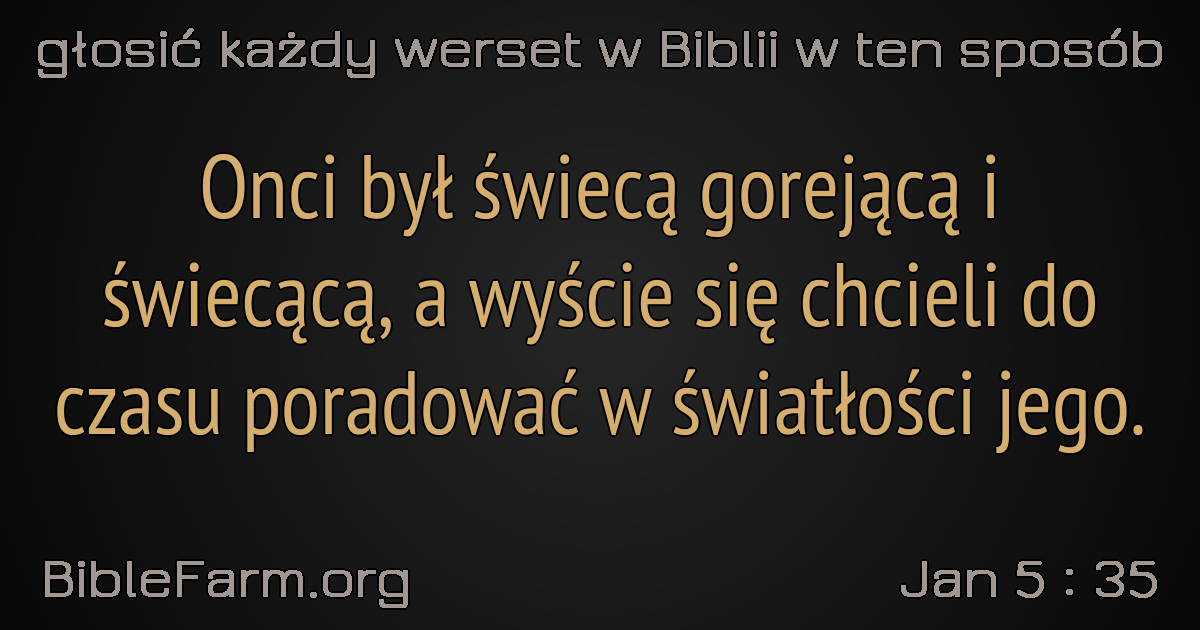 głosić każdy werset w Biblii w ten sposób
Onci był świecą gorejącą i
świecącą, a wyście się chcieli do
czasu poradować w światłości jego.
BibleFarm.org
Jan 5 : 35